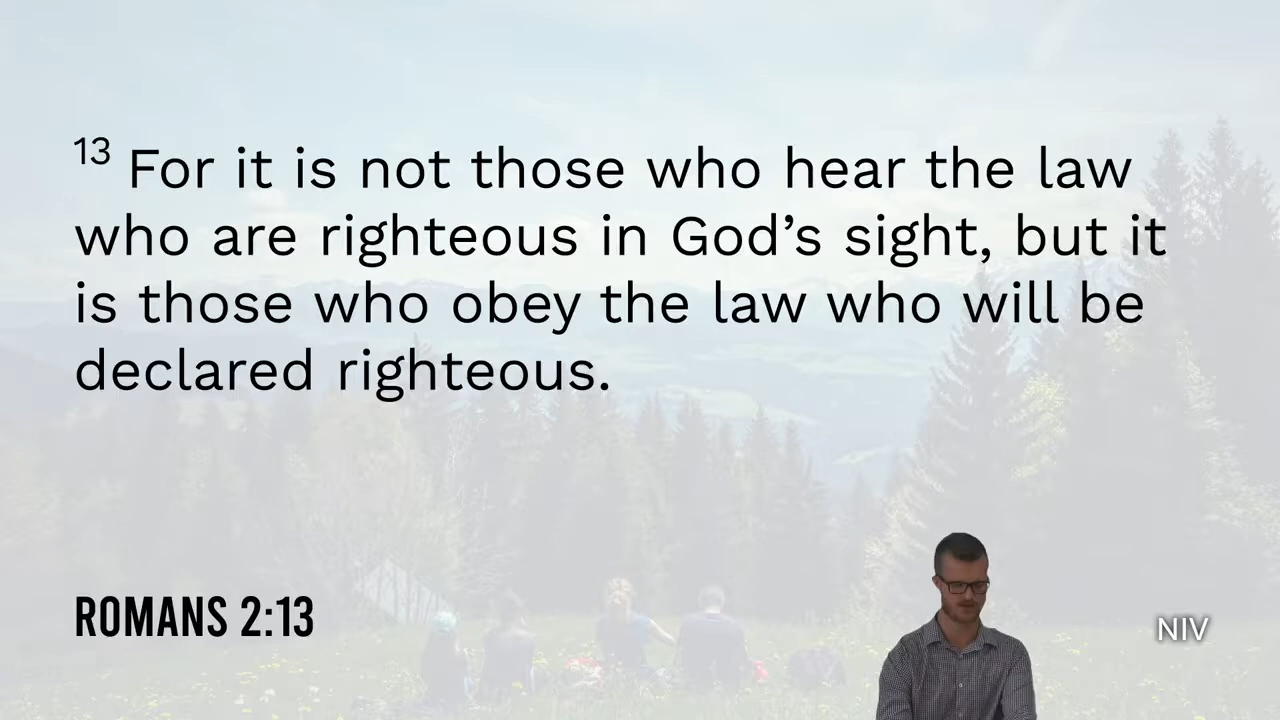 13 For it is not those who hear the law
who are righteous in God’s sight, but it
is those who obey the law who will be
declared righteous.
ROMANS 2:13
NIV